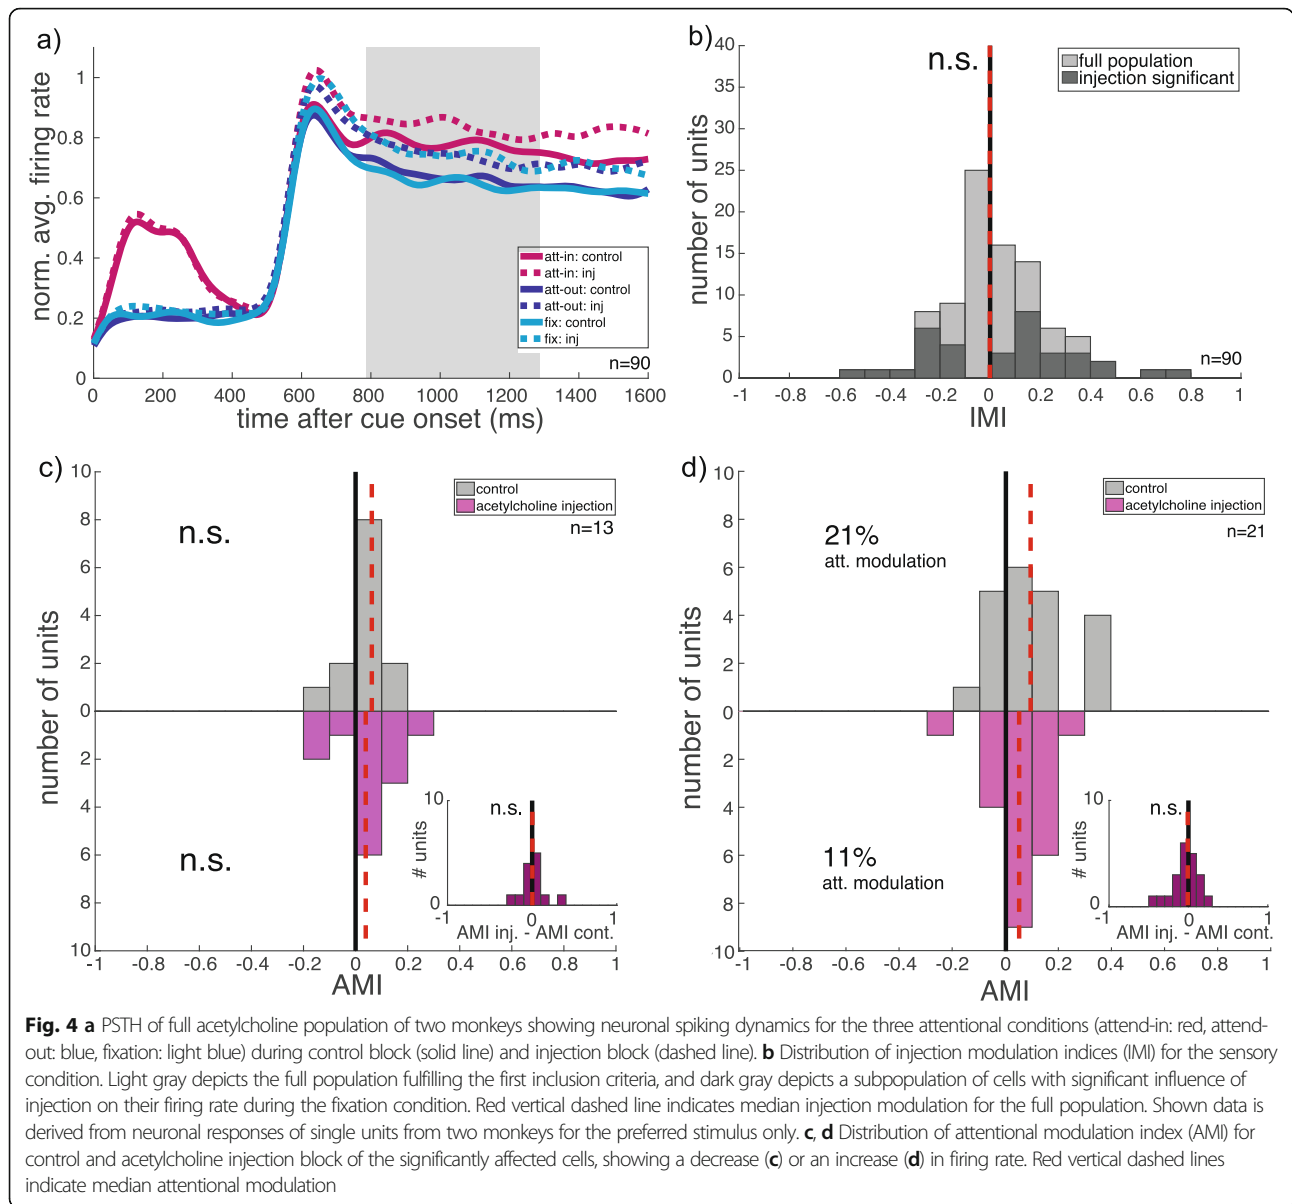 a)
norm. avg. firing rate
1
0.8
0.6
0.4
0.2
0
att-in: control
att-in: inj
att-out: control
att-out: inj
fix: control
fix: inj
n=90
0 200 400 600 800 1000 1200 1400 1600
time after cue onset (ms)
b)
number of units
40
35
30
25
20
15
10
5
0
n.s.
full population
injection significant
n=90
-1 -0.8 -0.6 -0.4 -0.2 0 0.2 0.4 0.6 0.8 1
IMI
c)
number of units
10
8
6
4
2
0
2
4
6
8
10
n.s.
n.s.
control
acetylcholine injection
n=13
# units
10
0
n.s.
-1 0 1
AMI inj. - AMI cont.
-1 -0.8 -0.6 -0.4 -0.2 0 0.2 0.4 0.6 0.8 1
AMI
d)
number of units
10
8
6
4
2
0
2
4
6
8
.10
21%
att. modulation
11%
att. modulation
control
acetylcholine injection
n=21
# units
10
0
n.s.
-1 0 1
AMI inj. - AMI cont.
-1 -0.8 -0.6 -0.4 -0.2 0 0.2 0.4 0.6 0.8 1
AMI
Fig. 4 a PSTH of full acetylcholine population of two monkeys showing neuronal spiking dynamics for the three attentional conditions (attend-in: red, attend-
out: blue, fixation: light blue) during control block (solid line) and injection block (dashed line). b Distribution of injection modulation indices (IMI) for the sensory
condition. Light gray depicts the full population fulfilling the first inclusion criteria, and dark gray depicts a subpopulation of cells with significant influence of
injection on their firing rate during the fixation condition. Red vertical dashed line indicates median injection modulation for the full population. Shown data is
derived from neuronal responses of single units from two monkeys for the preferred stimulus only. c, d Distribution of attentional modulation index (AMI) for
control and acetylcholine injection block of the significantly affected cells, showing a decrease (c) or an increase (d) in firing rate. Red vertical dashed lines
indicate median attentional modulation